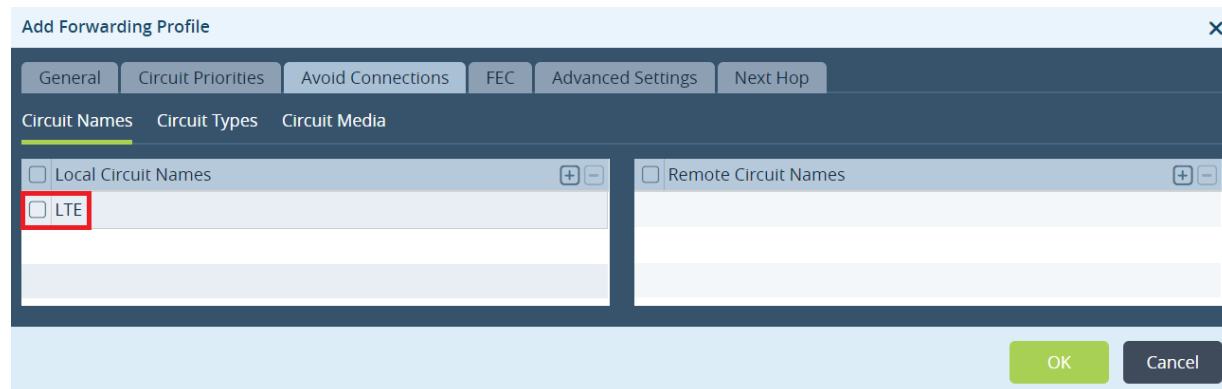 Add Forwarding Profile
General Circuit Priorities Avoid Connections FEC Advanced Settings Next Hop
Circuit Names Circuit Types Circuit Media
Local Circuit Names Remote Circuit Names
LTE
OK Cancel